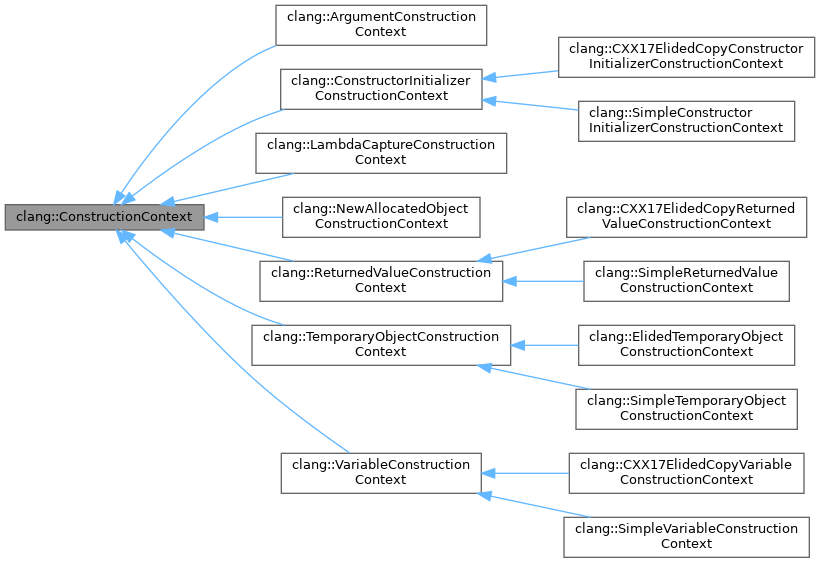 clang::ArgumentConstruction
Context
clang::CXX17ElidedCopyConstructor
InitializerConstructionContext
clang::ConstructorInitializer
ConstructionContext
clang::SimpleConstructor
InitializerConstructionContext
clang::LambdaCaptureConstruction
Context
clang::ConstructionContext
clang::NewAllocatedObject
ConstructionContext
clang::CXX17ElidedCopyReturned
ValueConstructionContext
clang::ReturnedValueConstruction
Context
clang::SimpleReturnedValue
ConstructionContext
clang::TemporaryObjectConstruction
Context
clang::ElidedTemporaryObject
ConstructionContext
clang::SimpleTemporaryObject
ConstructionContext
clang::VariableConstruction
Context
clang::CXX17ElidedCopyVariable
ConstructionContext
clang::SimpleVariableConstruction
Context